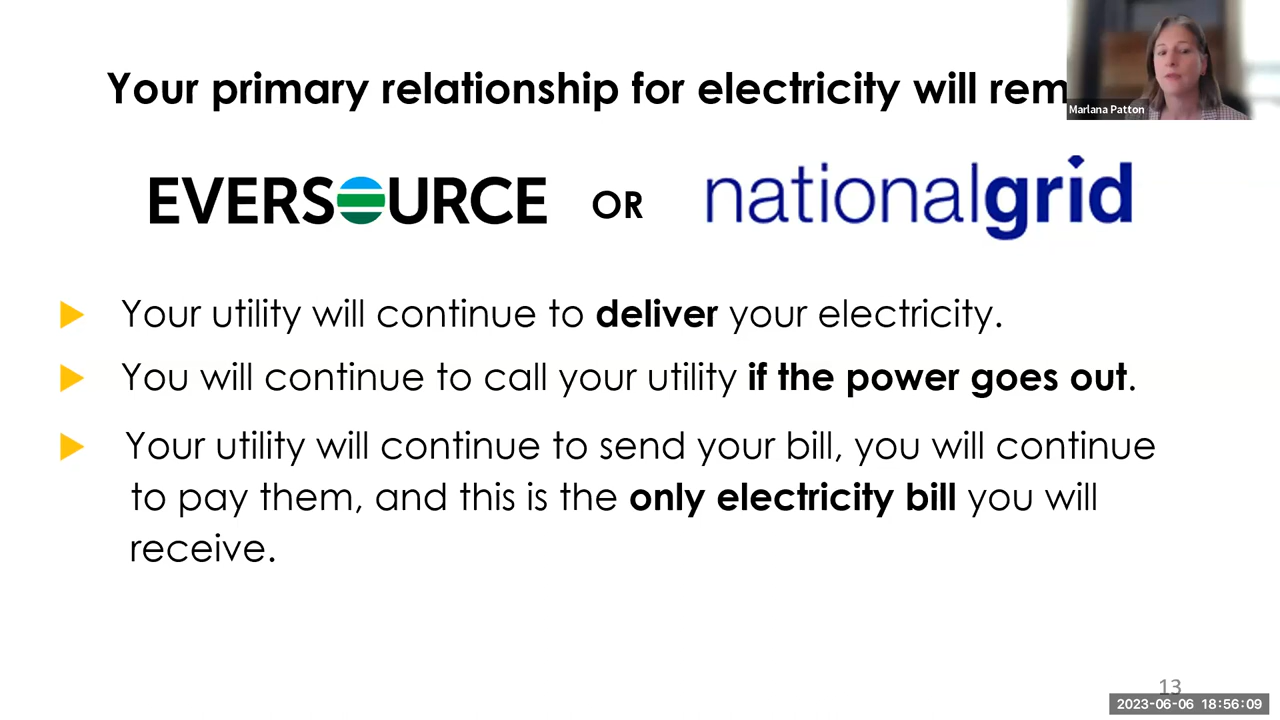 Your primary relationship for electricity will rem
Marlana Patton
EVERSOURCE OR nationalgrid
Your utility will continue to deliver your electricity.
You will continue to call your utility if the power goes out.
Your utility will continue to send your bill, you will continue
to pay them, and this is the only electricity bill you will
receive.
13
2023-06-06 18:56:09